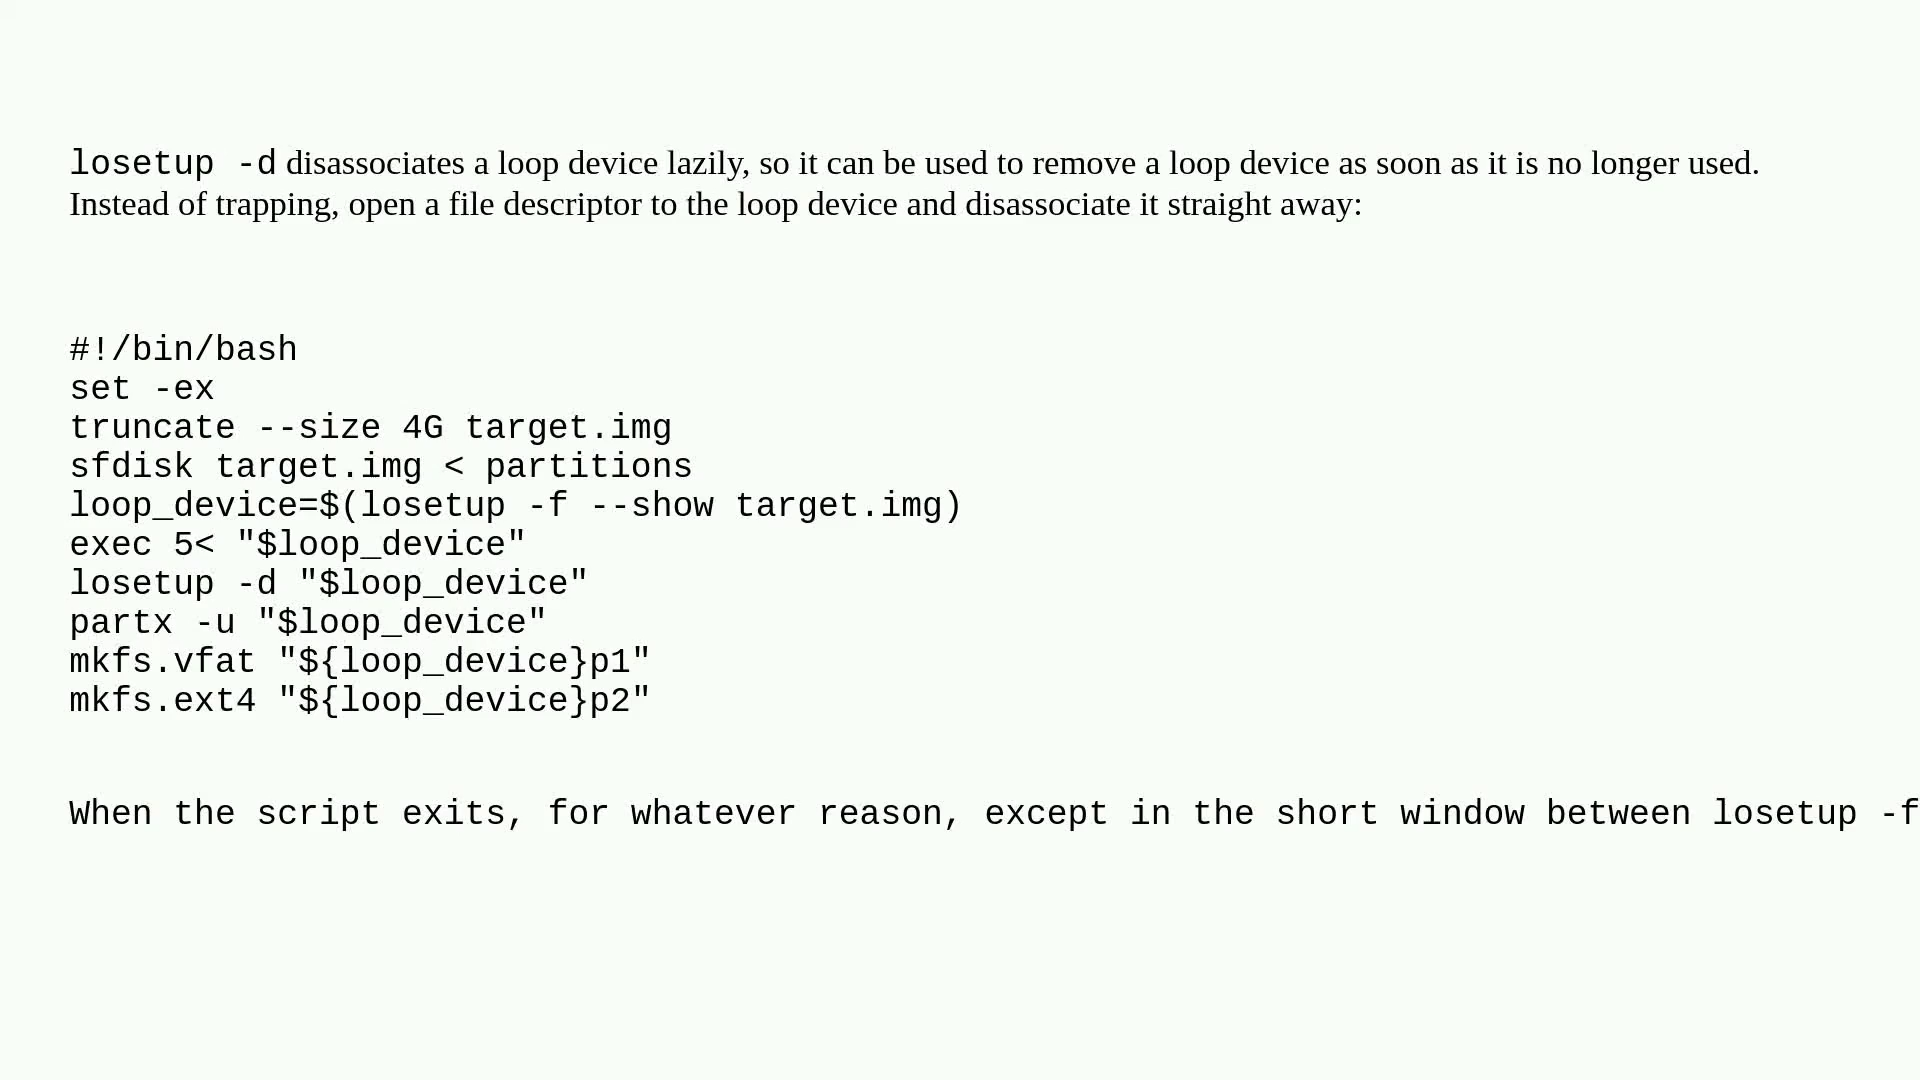 losetup -d disassociates a loop device lazily, so it can be used to remove a loop device as soon as it is no longer used.
Instead of trapping, open a file descriptor to the loop device and disassociate it straight away:
#!/bin/bash
set -ex
truncate --size 4G target.img
sfdisk target.img < partitions
loop_device=$(losetup -f --show target.img)
exec 5< "$loop_device"
losetup -d "$loop_device"
partx -u "$loop_device"
mkfs.vfat "${loop_device}p1"
mkfs.ext4 "${loop_device}p2"
When the script exits, for whatever reason, except in the short window between losetup -f